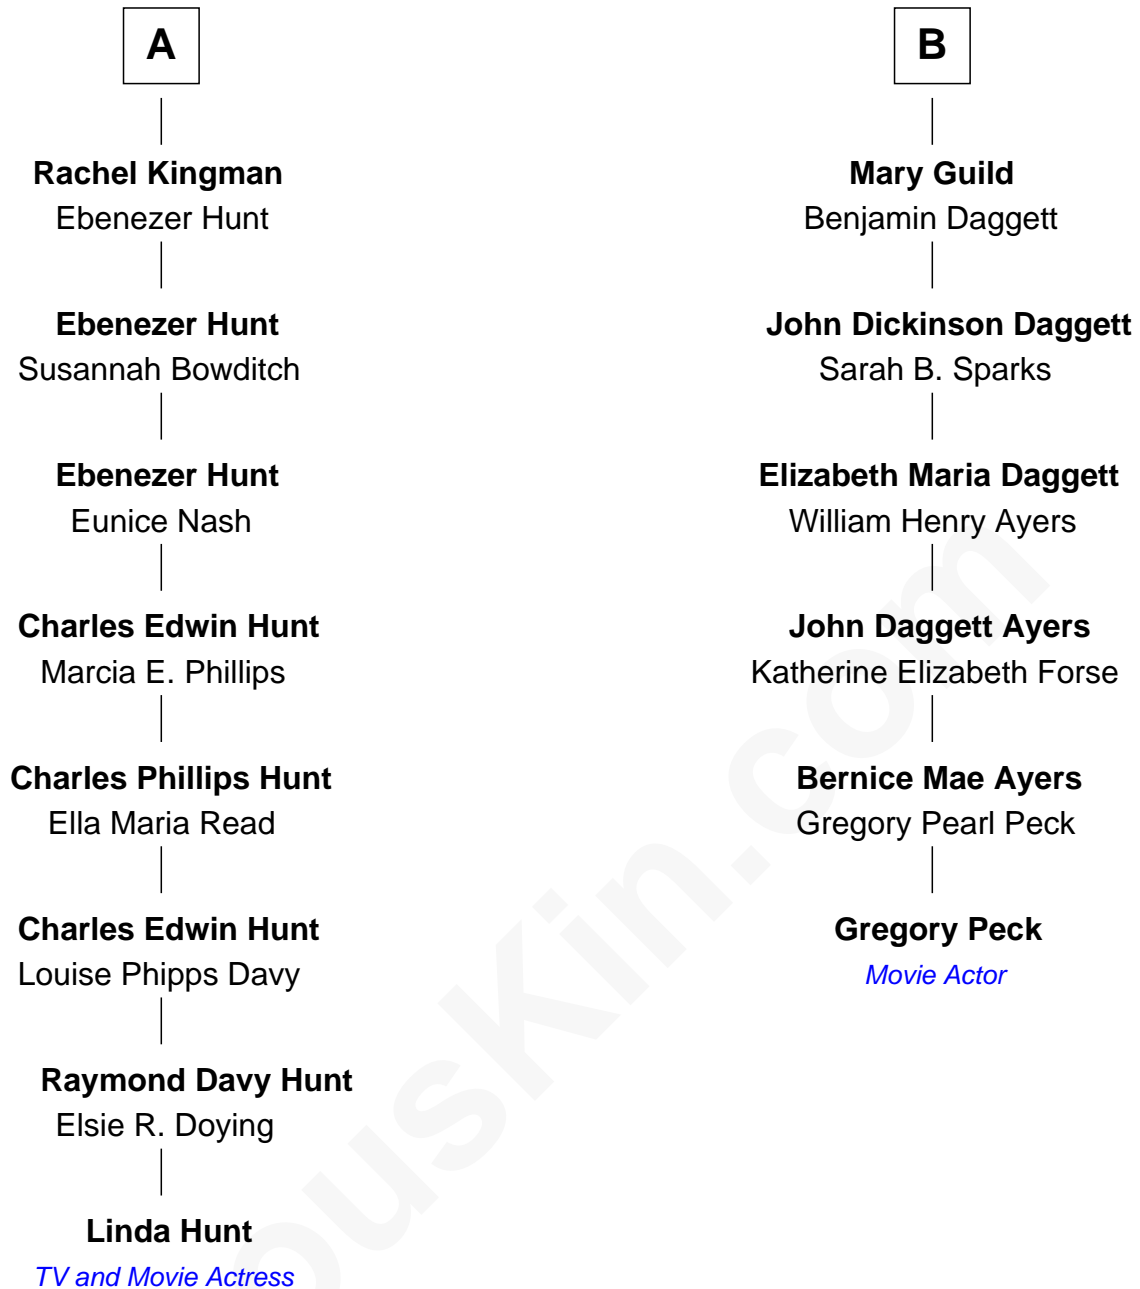 A
Rachel Kingman
Ebenezer Hunt
Ebenezer Hunt
Susannah Bowditch
Ebenezer Hunt
Eunice Nash
Charles Edwin Hunt
Marcia E. Phillips
Charles Phillips Hunt
Ella Maria Read
Charles Edwin Hunt
Louise Phipps Davy
Raymond Davy Hunt
Elsie R. Doying
Linda Hunt
TV and Movie Actress
B
Mary Guild
Benjamin Daggett
John Dickinson Daggett
Sarah B. Sparks
Elizabeth Maria Daggett
William Henry Ayers
John Daggett Ayers
Katherine Elizabeth Forse
Bernice Mae Ayers
Gregory Pearl Peck
Gregory Peck
Movie Actor
ousKin.com